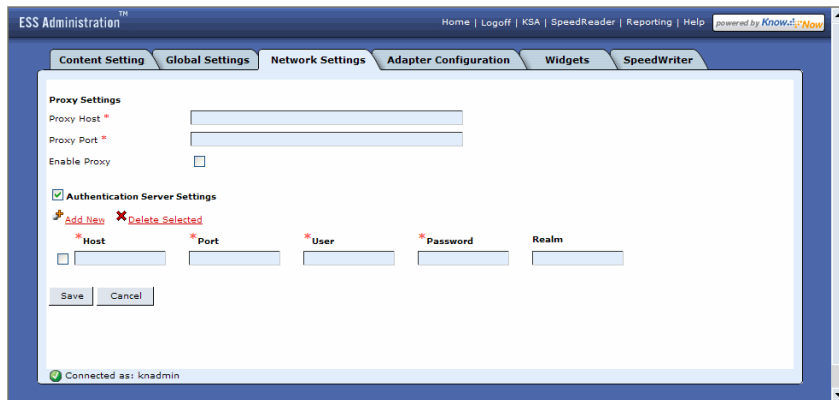 ESS Administration™ Home | Logoff | KSA | SpeedReader | Reporting | Help powered by KnowNow
Content Setting Global Settings Network Settings Adapter Configuration Widgets SpeedWriter
Proxy Settings
Proxy Host *
Proxy Port *
Enable Proxy
Authentication Server Settings
Add New Delete Selected
*Host *Port *User *Password Realm
Save Cancel
Connected as: knadmin